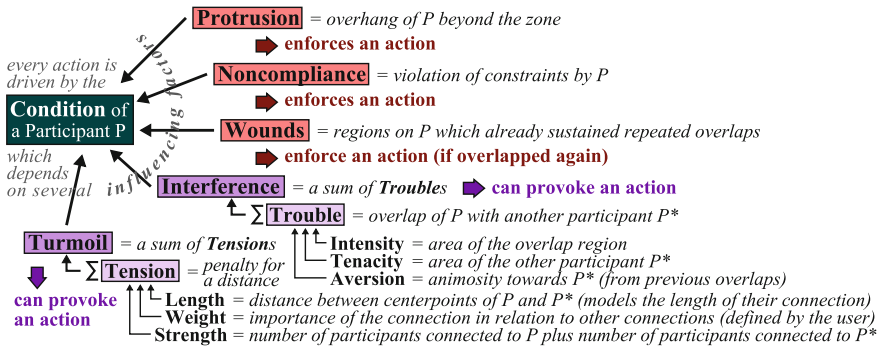 Protrusion = overhang of P beyond the zone
enforces an action
every action is
driven by the
Noncompliance = violation of constraints by P
enforces an action
Condition of
a Participant P
Wounds = regions on P which already sustained repeated overlaps
enforce an action (if overlapped again)
which
depends
on several
influencing factors
Interference = a sum of Troubles can provoke an action
∑ Trouble = overlap of P with another participant P*
Intensity = area of the overlap region
Tenacity = area of the other participant P*
Aversion = animosity towards P* (from previous overlaps)
Turmoil = a sum of Tensions
∑ Tension = penalty for
a distance
can provoke
an action
Length = distance between centerpoints of P and P* (models the length of their connection)
Weight = importance of the connection in relation to other connections (defined by the user)
Strength = number of participants connected to P plus number of participants connected to P*